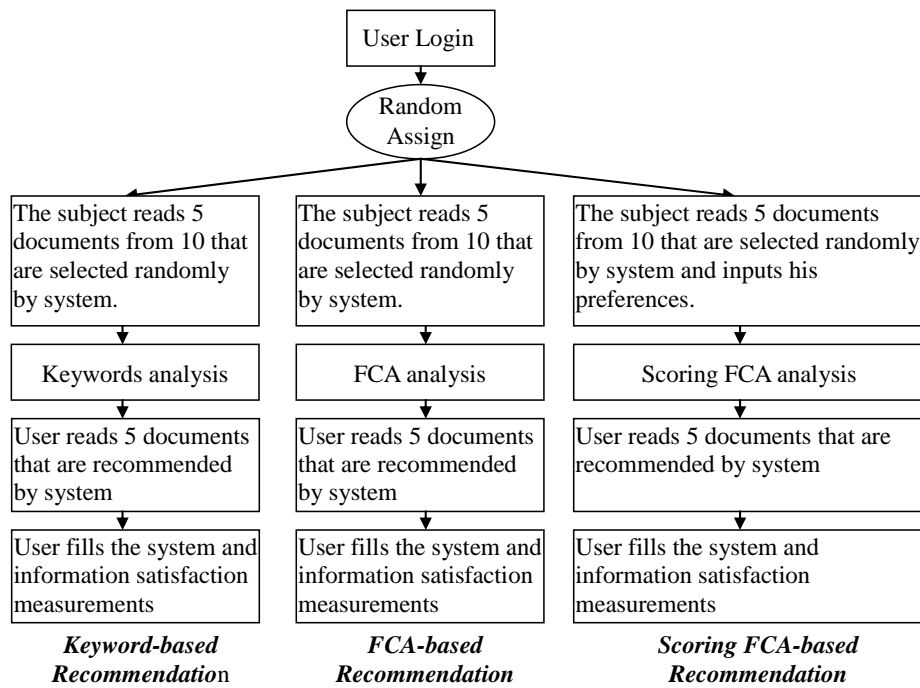 User Login
Random
Assign
The subject reads 5
documents from 10 that
are selected randomly
by system.
The subject reads 5
documents from 10 that
are selected randomly
by system.
The subject reads 5 documents
from 10 that are selected randomly
by system and inputs his
preferences.
Keywords analysis
FCA analysis
Scoring FCA analysis
User reads 5 documents
that are recommended
by system
User reads 5 documents
that are recommended
by system
User reads 5 documents that are
recommended by system
User fills the system and
information satisfaction
measurements
User fills the system and
information satisfaction
measurements
User fills the system and
information satisfaction
measurements
Keyword-based
Recommendation
FCA-based
Recommendation
Scoring FCA-based
Recommendation